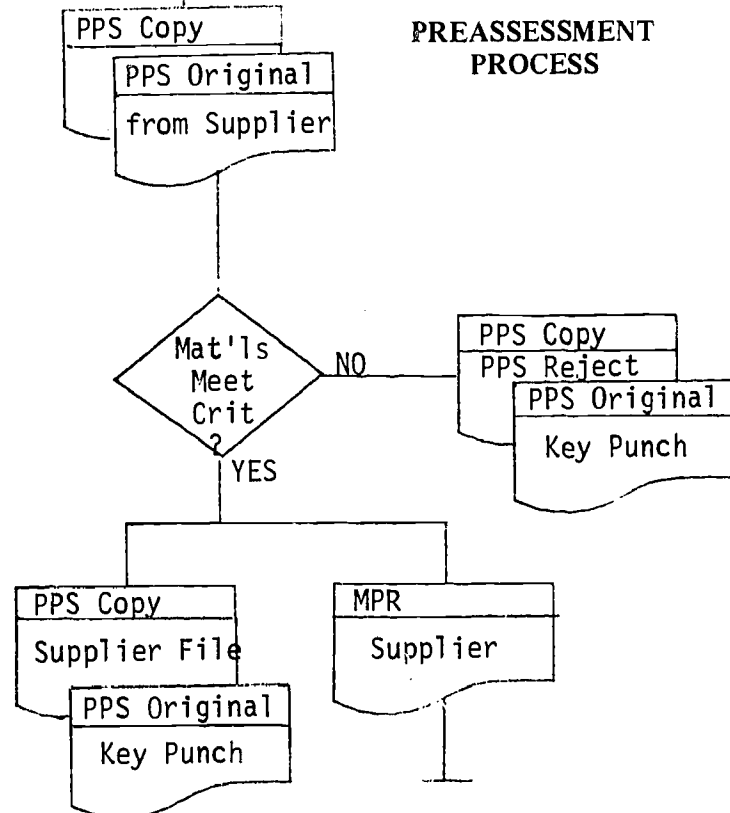 PREASSESSMENT
PROCESS
PPS Copy
PPS Original
from Supplier
Mat'ls
Meet
Crit
?
NO
YES
PPS Copy
PPS Reject
PPS Original
Key Punch
PPS Copy
Supplier File
PPS Original
Key Punch
MPR
Supplier